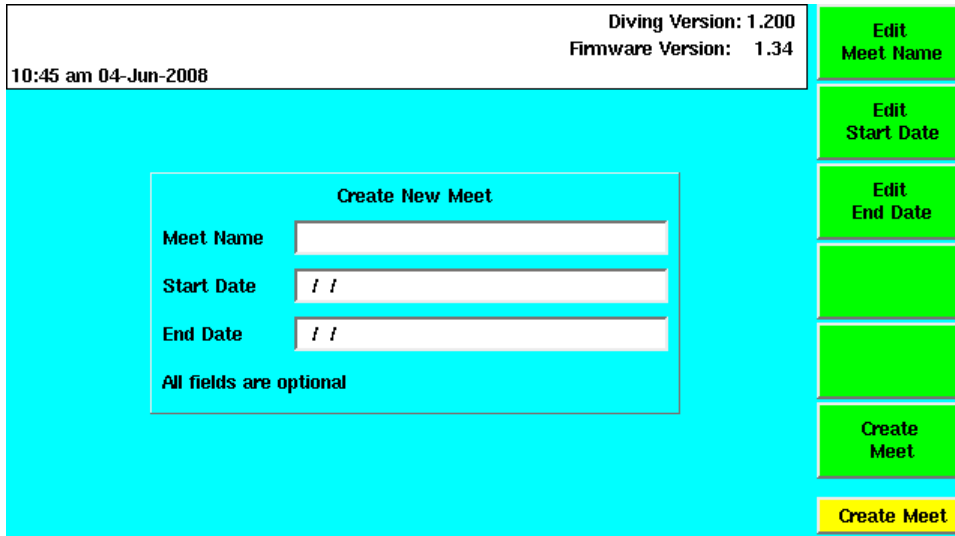 Diving Version: 1.200
Firmware Version: 1.34
10:45 am 04-Jun-2008
Create New Meet
Meet Name
Start Date / /
End Date / /
All fields are optional
Edit
Meet Name
Edit
Start Date
Edit
End Date
Create
Meet
Create Meet